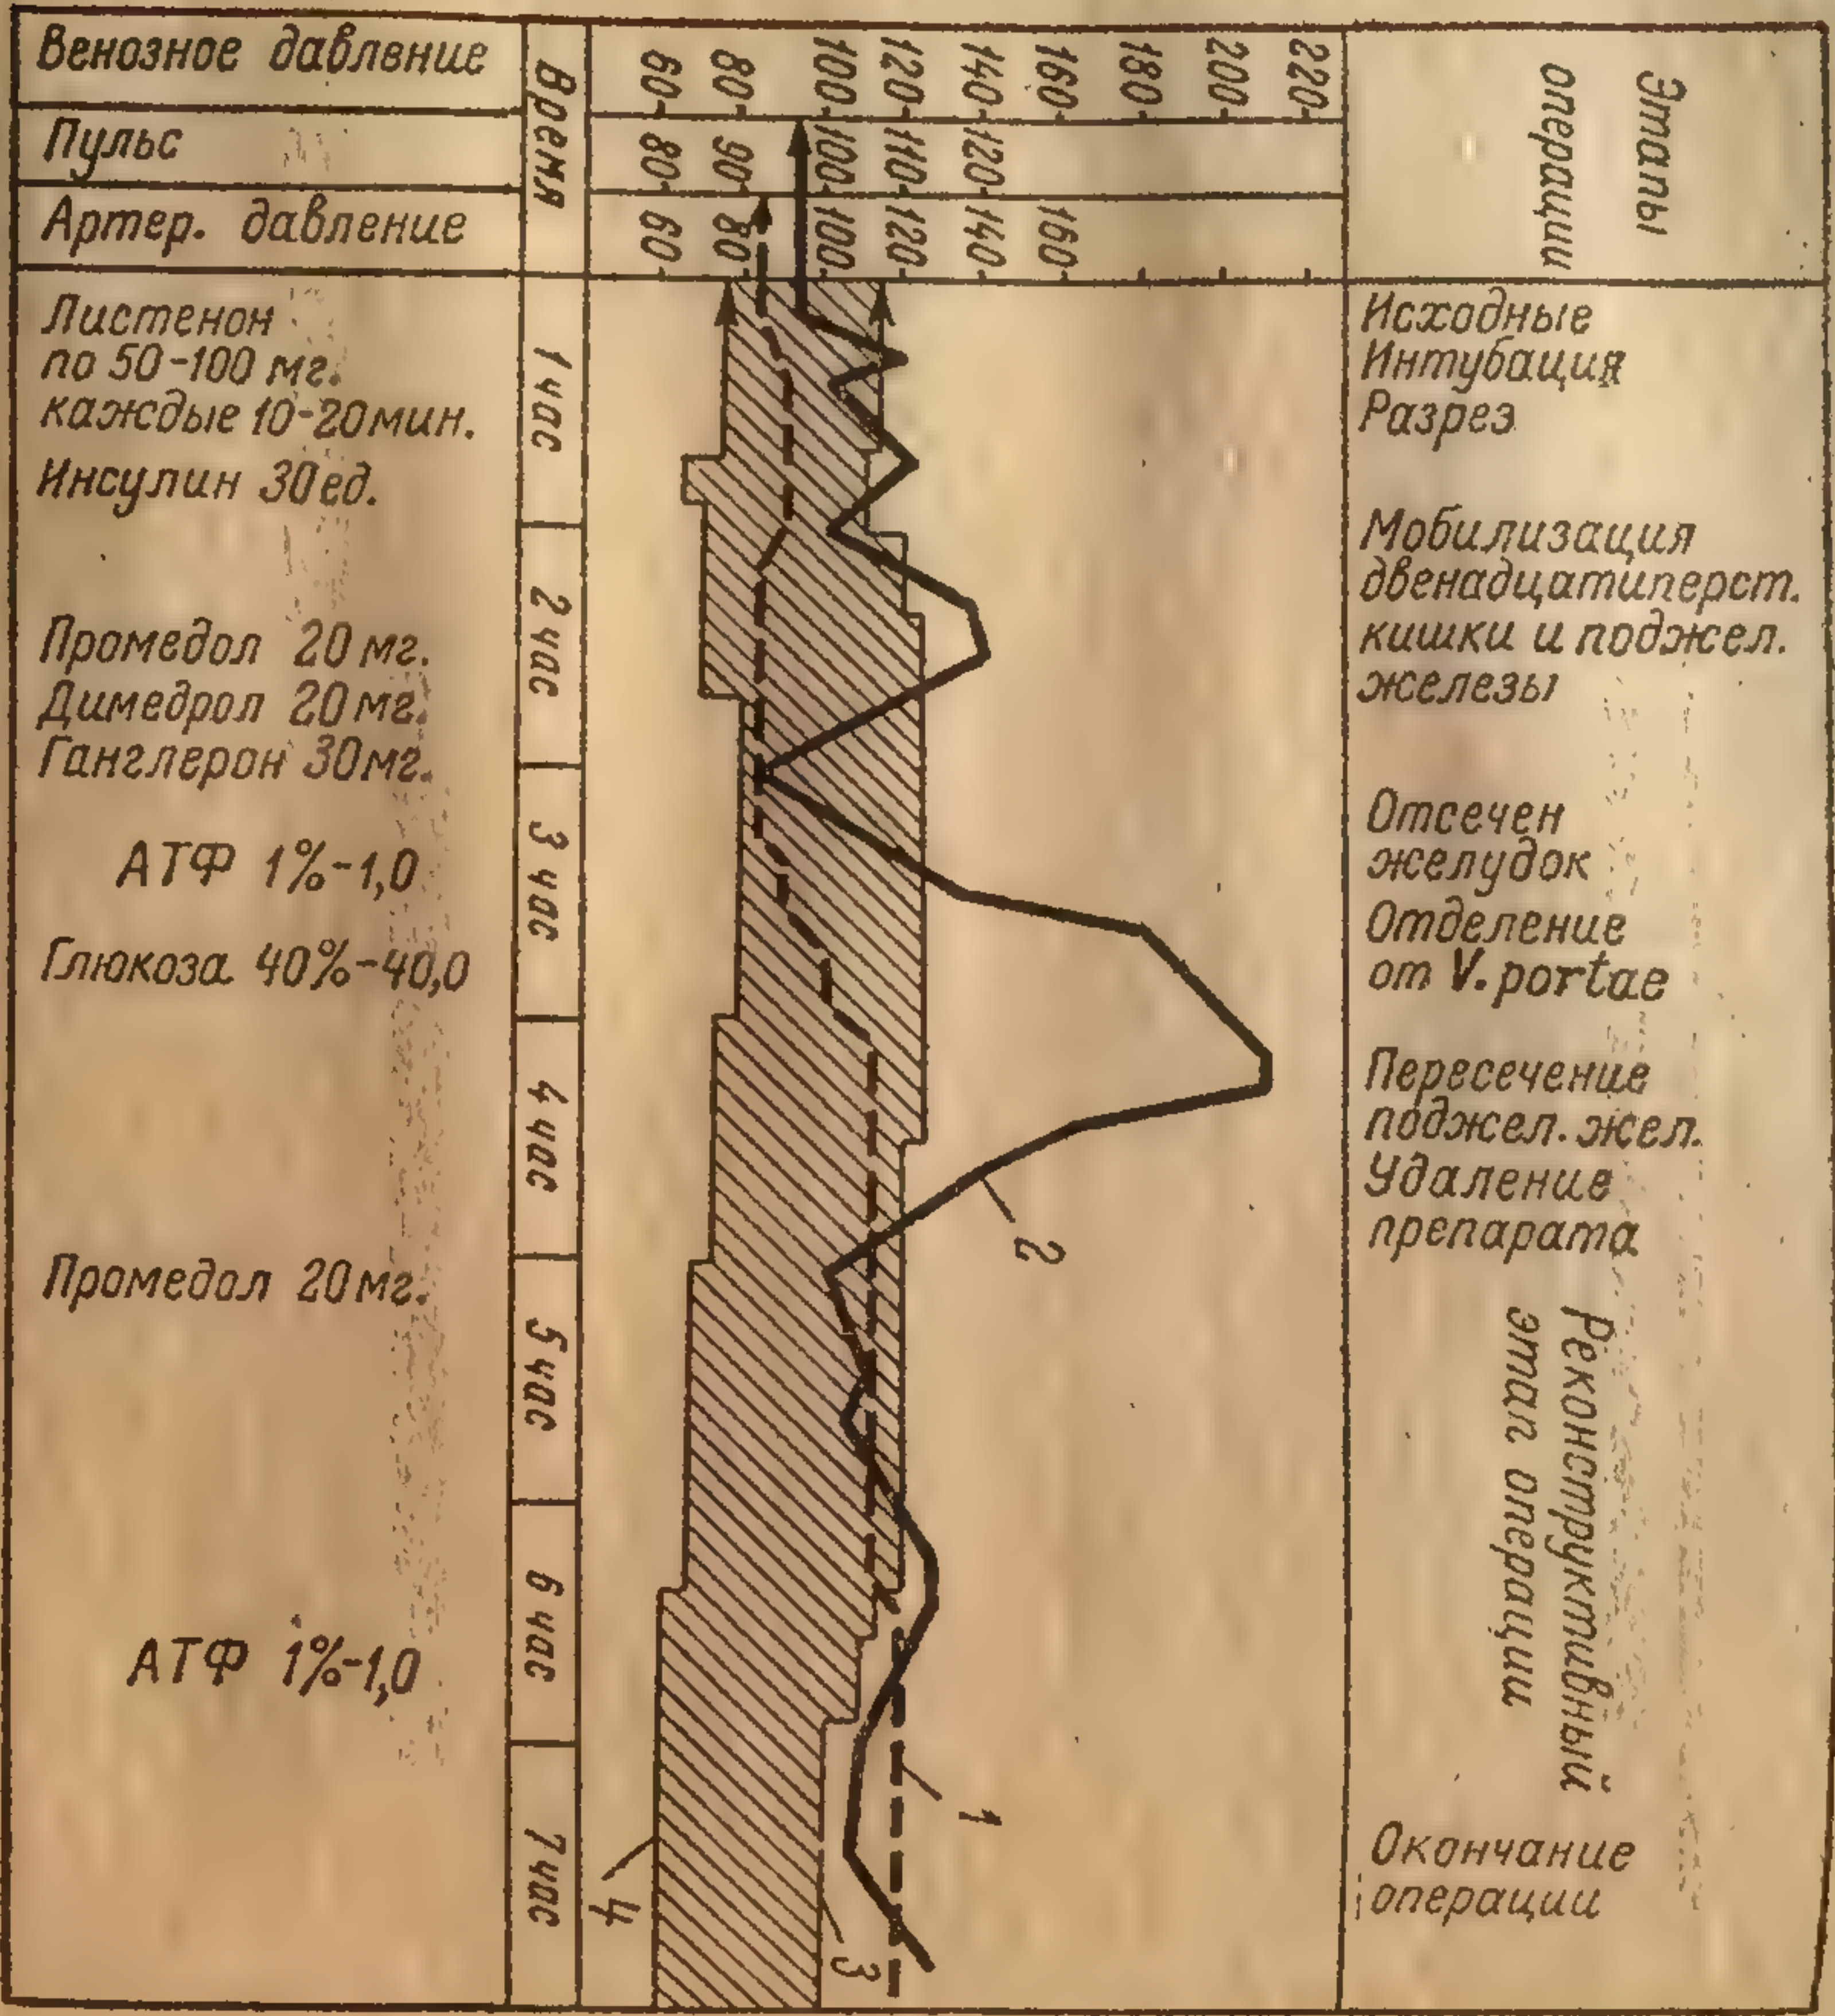 Венозное давление
Пульс
Артер. давление
Время
60 80 100 120 140 160 180 200 220
80 90 100 110 120
60 80 100 120 140 160
Этапы
операции
Листенон
по 50-100 мг.
каждые 10-20 мин.
Инсулин 30 ед.
Промедол 20 мг.
Димедрол 20 мг.
Ганглерон 30 мг.
АТФ 1%-1,0
Глюкоза 40%-40,0
Промедол 20 мг.
АТФ 1%-1,0
1 час
2 час
3 час
4 час
5 час
6 час
7 час
2
1
3
4
Исходные
Интубация
Разрез
Мобилизация
двенадцатиперст.
кишки и поджел.
железы
Отсечен
желудок
Отделение
от V. portae
Пересечение
поджел. жел.
Удаление
препарата
Реконструктивный
этап операции
Окончание
операции